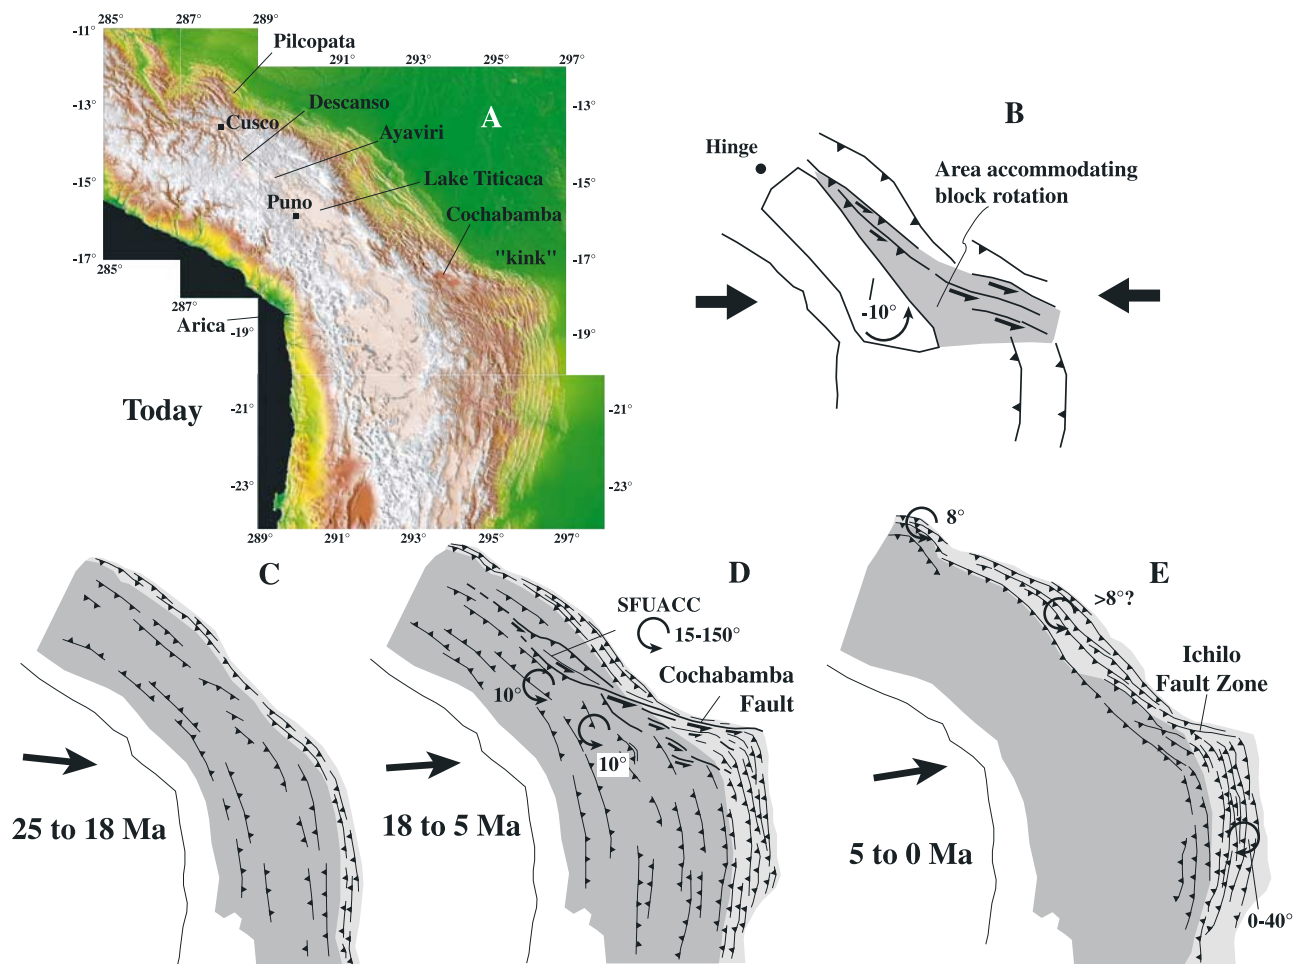 285°
287°
289°
-11°
Pilcopata
291°
293°
295°
297°
-13°
Descanso
A
-13°
Cusco
Ayaviri
-15°
Lake Titicaca
-15°
Puno
Cochabamba
-17°
"kink"
-17°
285°
287°
Arica
-19°
-19°
Today
-21°
-21°
-23°
-23°
289°
291°
293°
295°
297°
B
Hinge
Area accommodating
block rotation
-10°
C
25 to 18 Ma
D
SFUACC
15-150°
Cochabamba
Fault
10°
10°
18 to 5 Ma
8°
E
>8°?
Ichilo
Fault Zone
5 to 0 Ma
0-40°